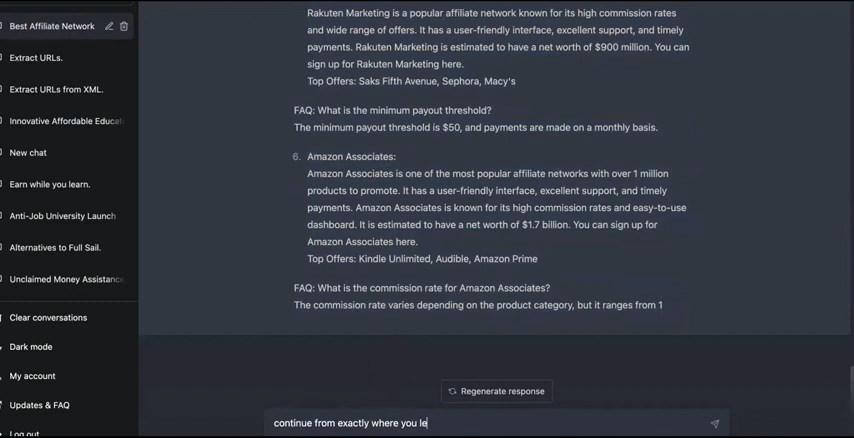 Best Affiliate Network
Extract URLs.
Extract URLs from XML.
Innovative Affordable Educat
New chat
Earn while you learn.
Anti-Job University Launch
Alternatives to Full Sail.
Unclaimed Money Assistance
Clear conversations
Dark mode
My account
Updates & FAQ
Log out
Rakuten Marketing is a popular affiliate network known for its high commission rates
and wide range of offers. It has a user-friendly interface, excellent support, and timely
payments. Rakuten Marketing is estimated to have a net worth of $900 million. You can
sign up for Rakuten Marketing here.
Top Offers: Saks Fifth Avenue, Sephora, Macy's
FAQ: What is the minimum payout threshold?
The minimum payout threshold is $50, and payments are made on a monthly basis.
6. Amazon Associates:
Amazon Associates is one of the most popular affiliate networks with over 1 million
products to promote. It has a user-friendly interface, excellent support, and timely
payments. Amazon Associates is known for its high commission rates and easy-to-use
dashboard. It is estimated to have a net worth of $1.7 billion. You can sign up for
Amazon Associates here.
Top Offers: Kindle Unlimited, Audible, Amazon Prime
FAQ: What is the commission rate for Amazon Associates?
The commission rate varies depending on the product category, but it ranges from 1
Regenerate response
continue from exactly where you le